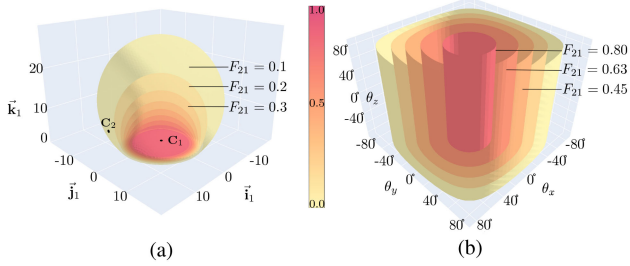 20
10
0
k⃗₁
-10
0
10
j⃗₁
-10
0
10
i⃗₁
C₂
C₁
F₂₁ = 0.1
F₂₁ = 0.2
F₂₁ = 0.3
(a)
1.0
0.5
0.0
80°
40°
0°
-40°
-80°
θz
-40°
0°
40°
80°
θy
-80°
-40°
0°
40°
80°
θx
F₂₁ = 0.80
F₂₁ = 0.63
F₂₁ = 0.45
(b)